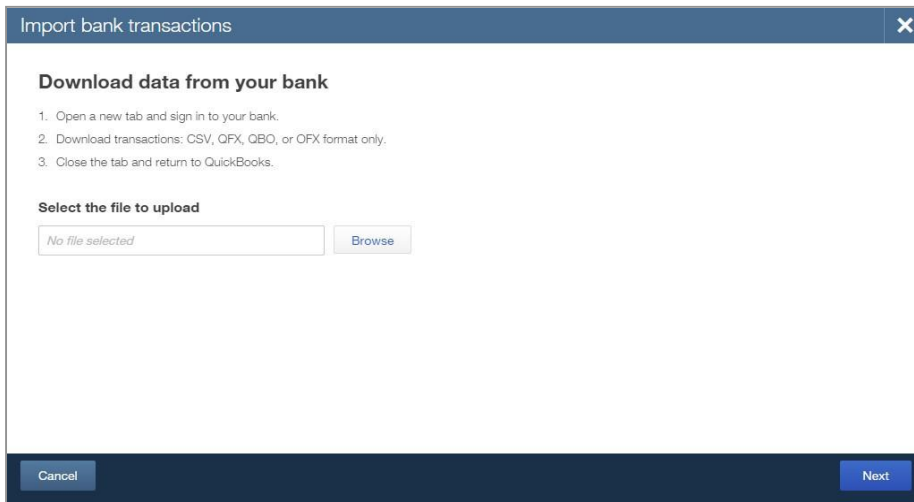 Import bank transactions
Download data from your bank
1. Open a new tab and sign in to your bank.
2. Download transactions: CSV, QFX, QBO, or OFX format only.
3. Close the tab and return to QuickBooks.
Select the file to upload
No file selected
Browse
Cancel
Next